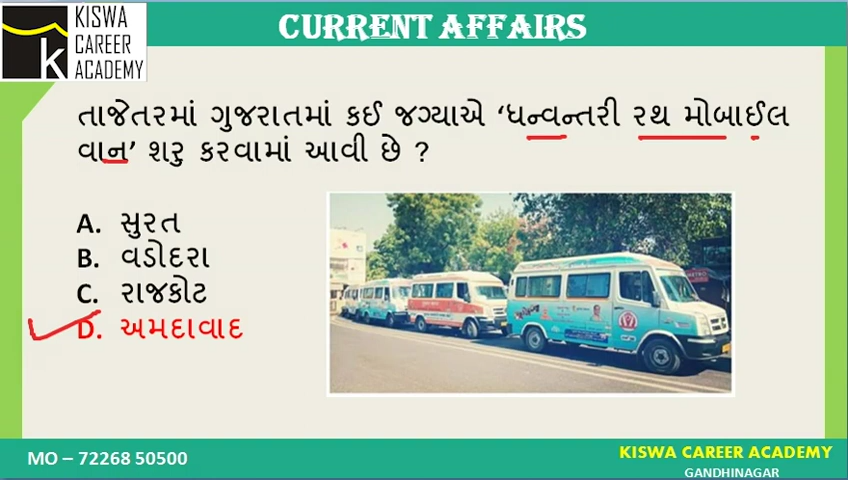 KISWA
CAREER
ACADEMY
k
CURRENT AFFAIRS
તાજેતરમાં ગુજરાતમાં કઈ જગ્યાએ ‘ધન્વન્તરી રથ મોબાઈલ
વાન’ શરુ કરવામાં આવી છે ?
A. સુરત
B. વડોદરા
C. રાજકોટ
D. અમદાવાદ
MO – 72268 50500
KISWA CAREER ACADEMY
GANDHINAGAR